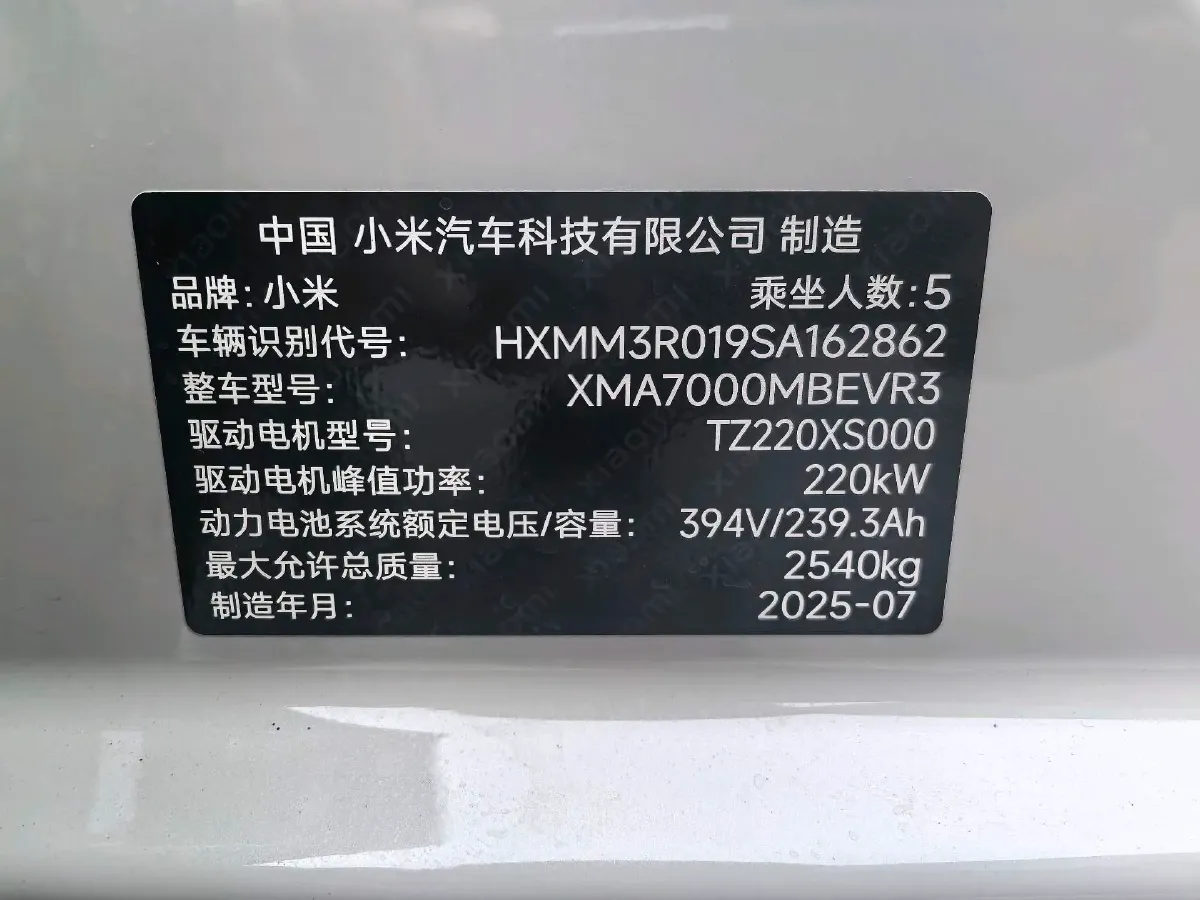 中国 小米汽车科技有限公司 制造
品牌：小米 乘坐人数：5
车辆识别代号： HXMM3R019SA162862
整车型号： XMA7000MBEVR3
驱动电机型号： TZ220XS000
驱动电机峰值功率： 220kW
动力电池系统额定电压/容量： 394V/239.3Ah
最大允许总质量： 2540kg
制造年月： 2025-07